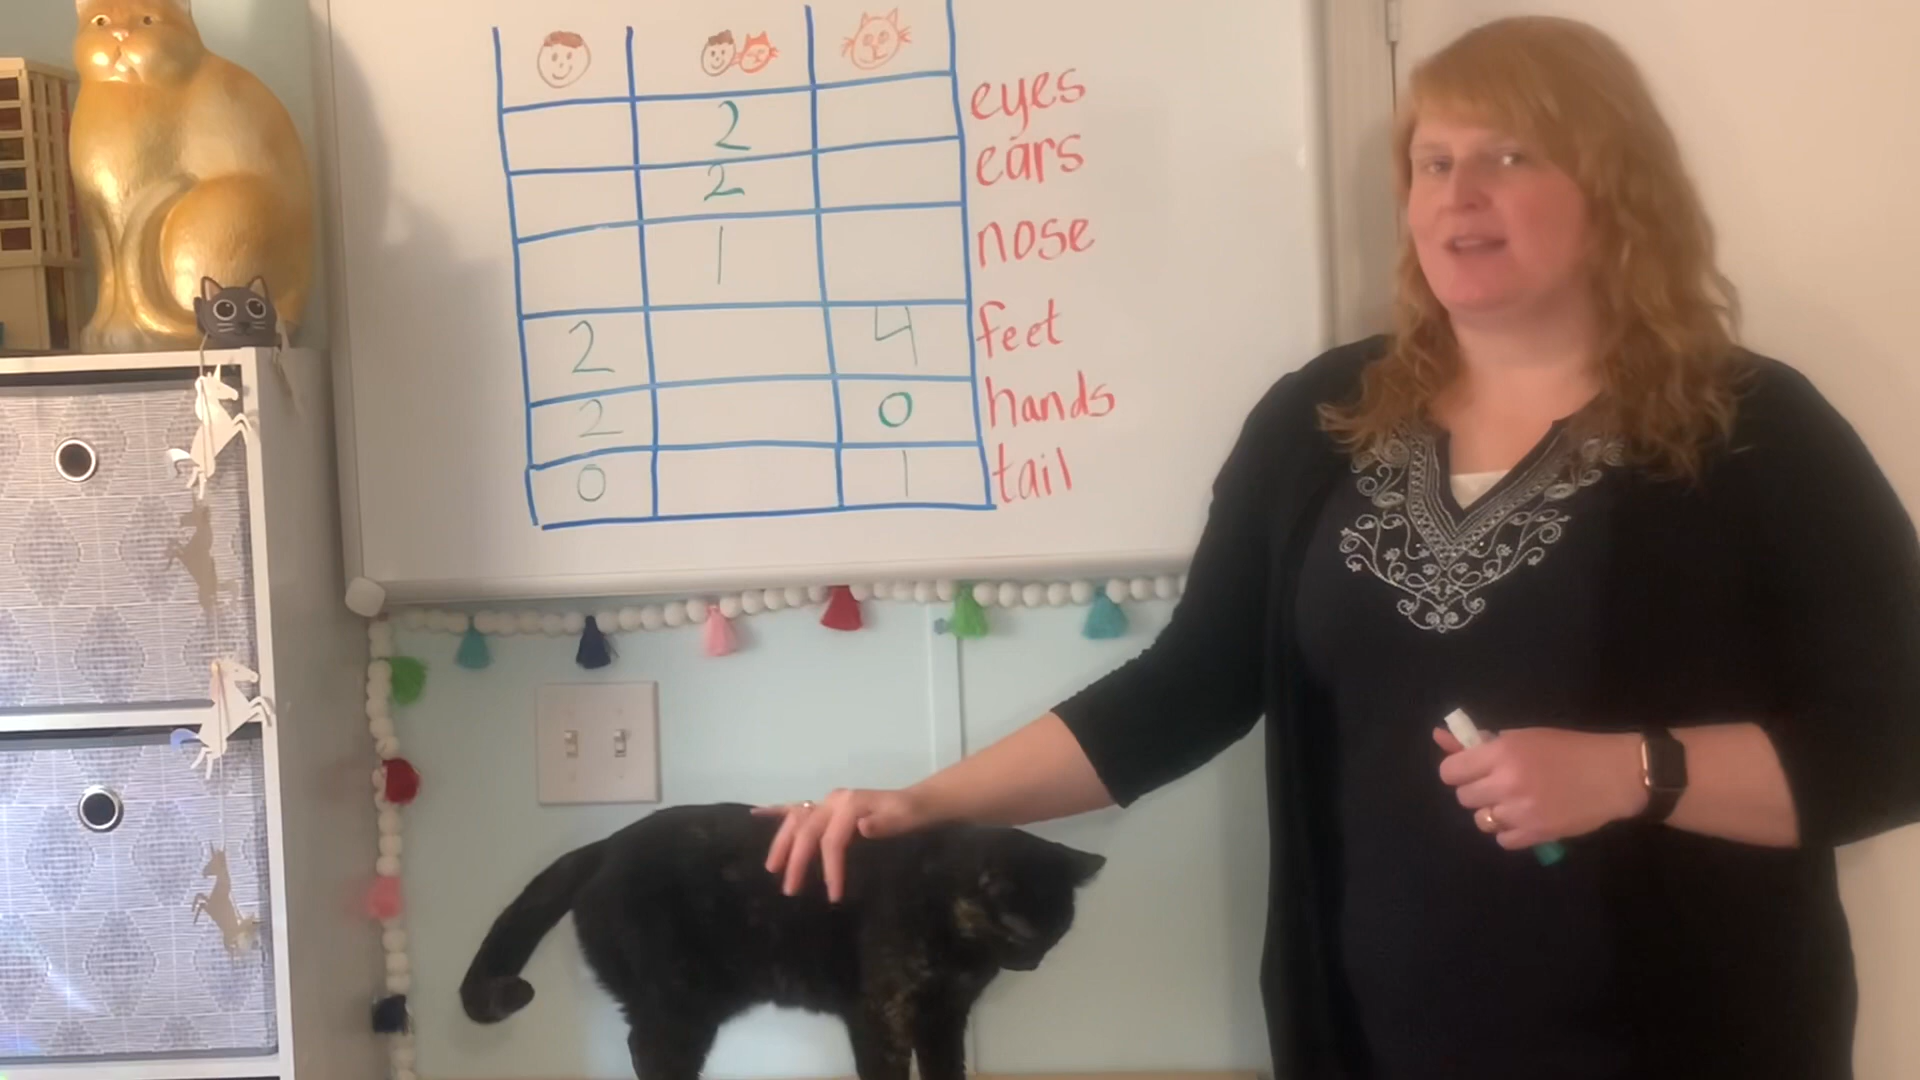 2 eyes
2 ears
1 nose
2 4 feet
2 0 hands
0 1 tail